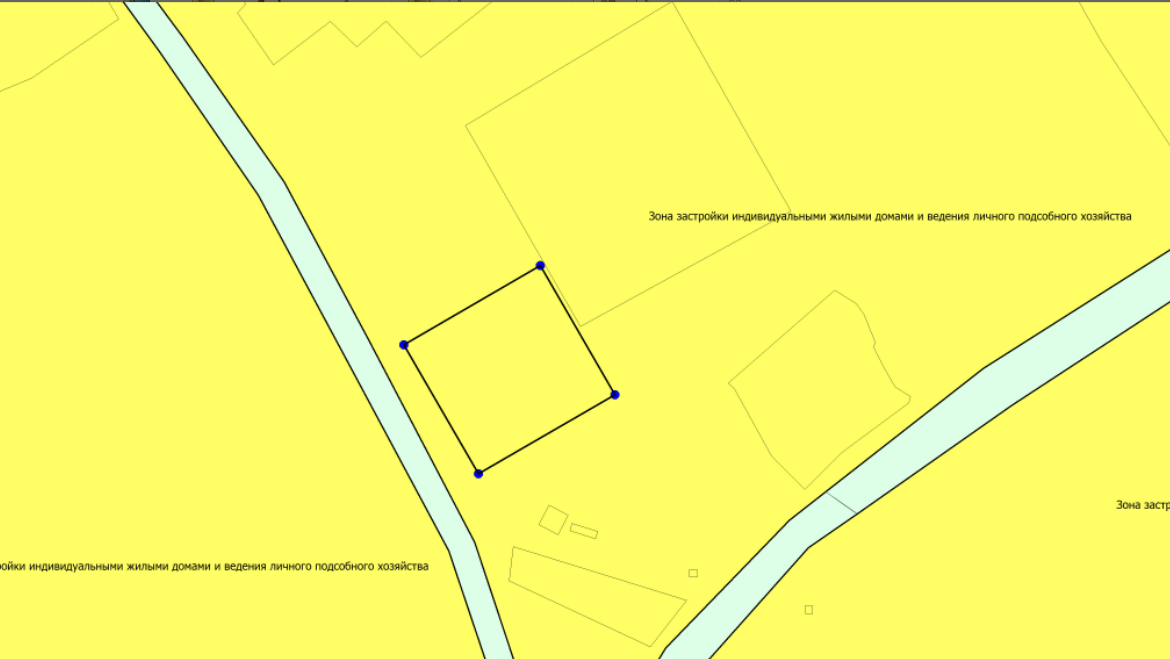 Зона застройки индивидуальными жилыми домами и ведения личного подсобного хозяйства
Зона застр
ройки индивидуальными жилыми домами и ведения личного подсобного хозяйства